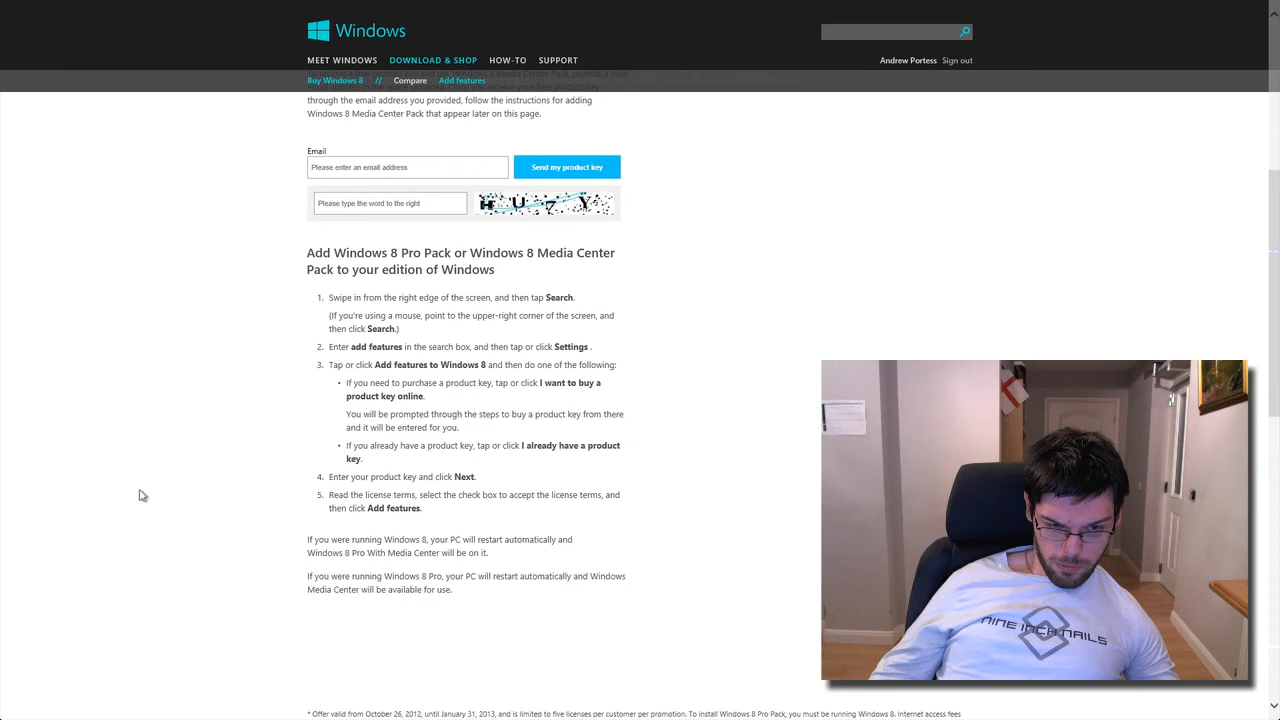 Windows
MEET WINDOWS DOWNLOAD & SHOP HOW-TO SUPPORT
Andrew Portess Sign out
Buy Windows 8 // Compare Add features
through the email address you provided, follow the instructions for adding
Windows 8 Media Center Pack that appear later on this page.
Email
Please enter an email address
Send my product key
Please type the word to the right
H U 7 Y
Add Windows 8 Pro Pack or Windows 8 Media Center
Pack to your edition of Windows
1. Swipe in from the right edge of the screen, and then tap Search.
(If you're using a mouse, point to the upper-right corner of the screen, and
then click Search.)
2. Enter add features in the search box, and then tap or click Settings .
3. Tap or click Add features to Windows 8 and then do one of the following:
• If you need to purchase a product key, tap or click I want to buy a
product key online.
You will be prompted through the steps to buy a product key from there
and it will be entered for you.
• If you already have a product key, tap or click I already have a product
key.
4. Enter your product key and click Next.
5. Read the license terms, select the check box to accept the license terms, and
then click Add features.
If you were running Windows 8, your PC will restart automatically and
Windows 8 Pro With Media Center will be on it.
If you were running Windows 8 Pro, your PC will restart automatically and Windows
Media Center will be available for use.
NINE INCH NAILS
* Offer valid from October 26, 2012, until January 31, 2013, and is limited to five licenses per customer per promotion. To install Windows 8 Pro Pack, you must be running Windows 8. Internet access fees